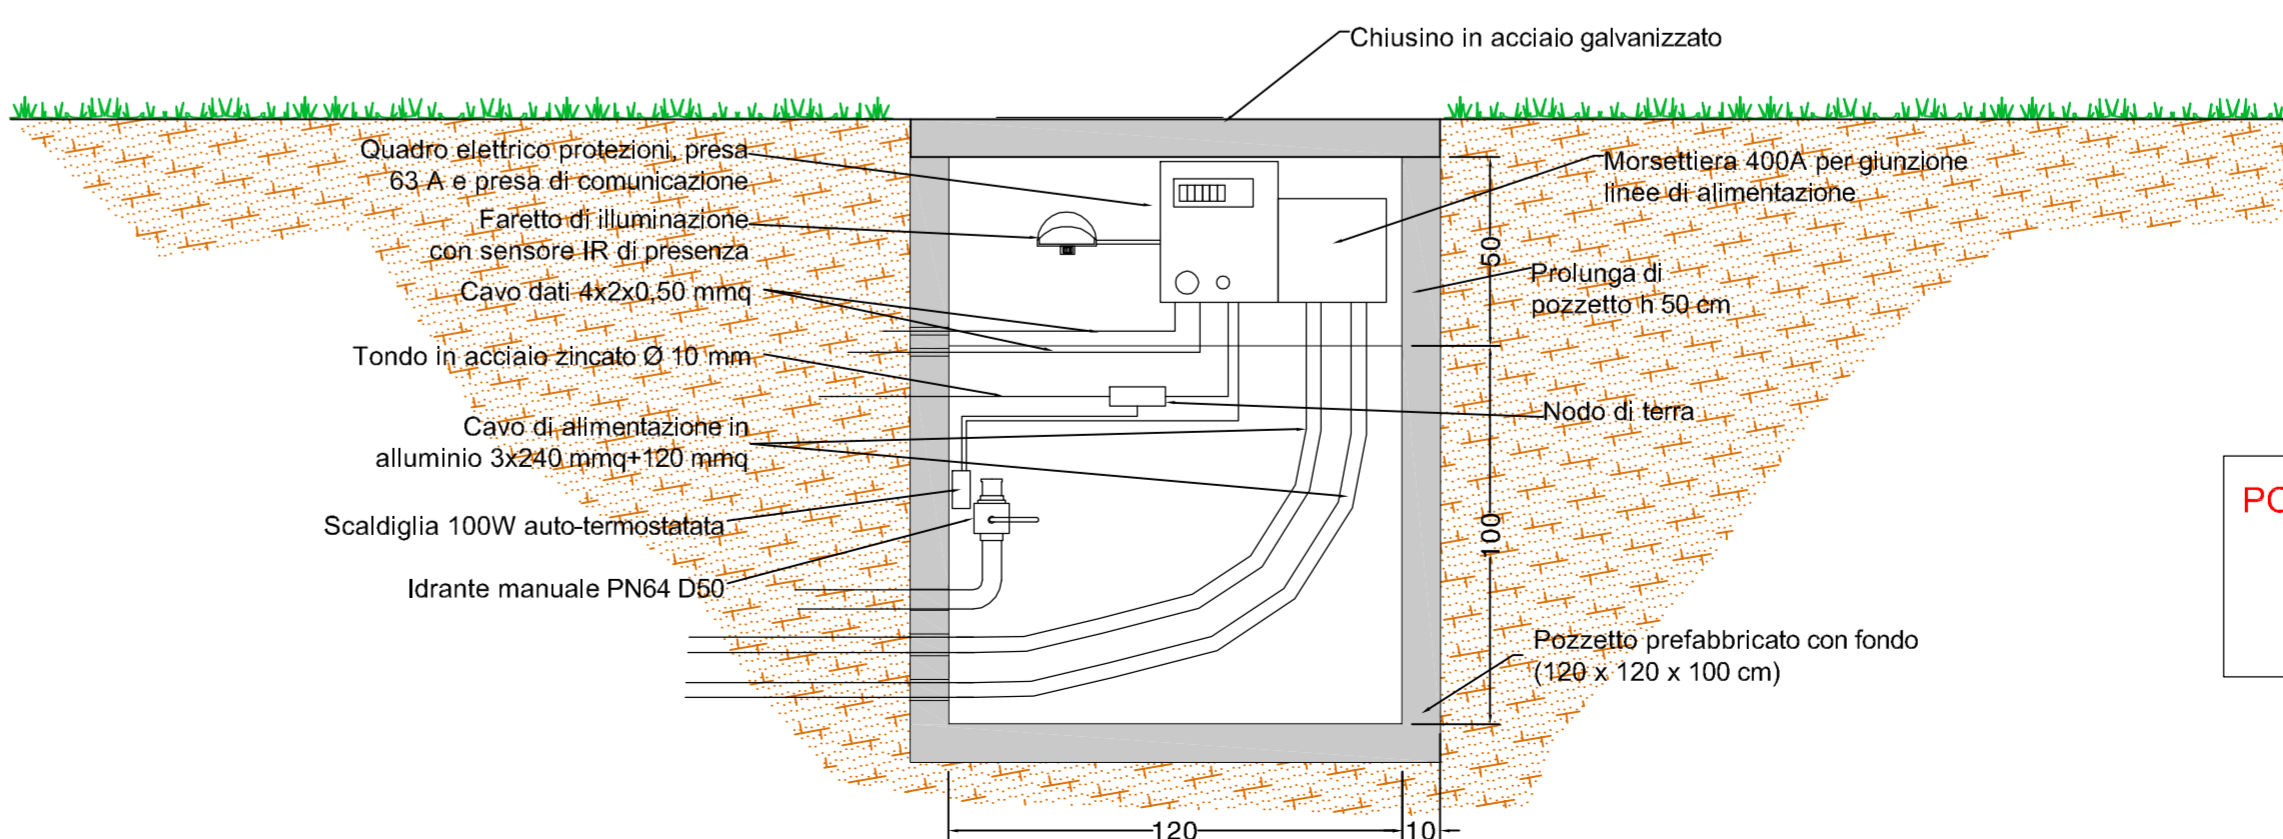 Chiusino in acciaio galvanizzato
Quadro elettrico protezioni, presa
63 A e presa di comunicazione
Faretto di illuminazione
con sensore IR di presenza
Cavo dati 4x2x0,50 mmq
Tondo in acciaio zincato Ø 10 mm
Cavo di alimentazione in
alluminio 3x240 mmq+120 mmq
Scaldiglia 100W auto-termostatata
Idrante manuale PN64 D50
Morsettiera 400A per giunzione
linee di alimentazione
50
Prolunga di
pozzetto h 50 cm
Nodo di terra
100
Pozzetto prefabbricato con fondo
(120 x 120 x 100 cm)
120
10